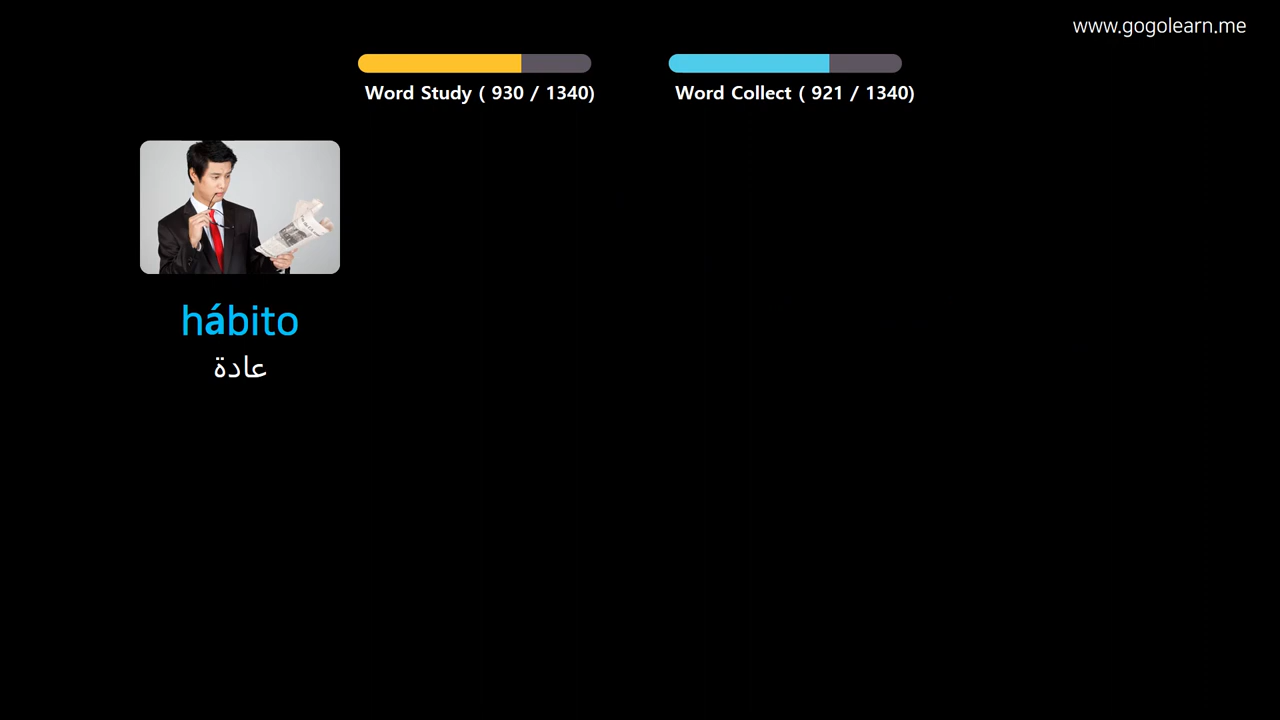 www.gogolearn.me
Word Study ( 930 / 1340)
Word Collect ( 921 / 1340)
hábito
عادة